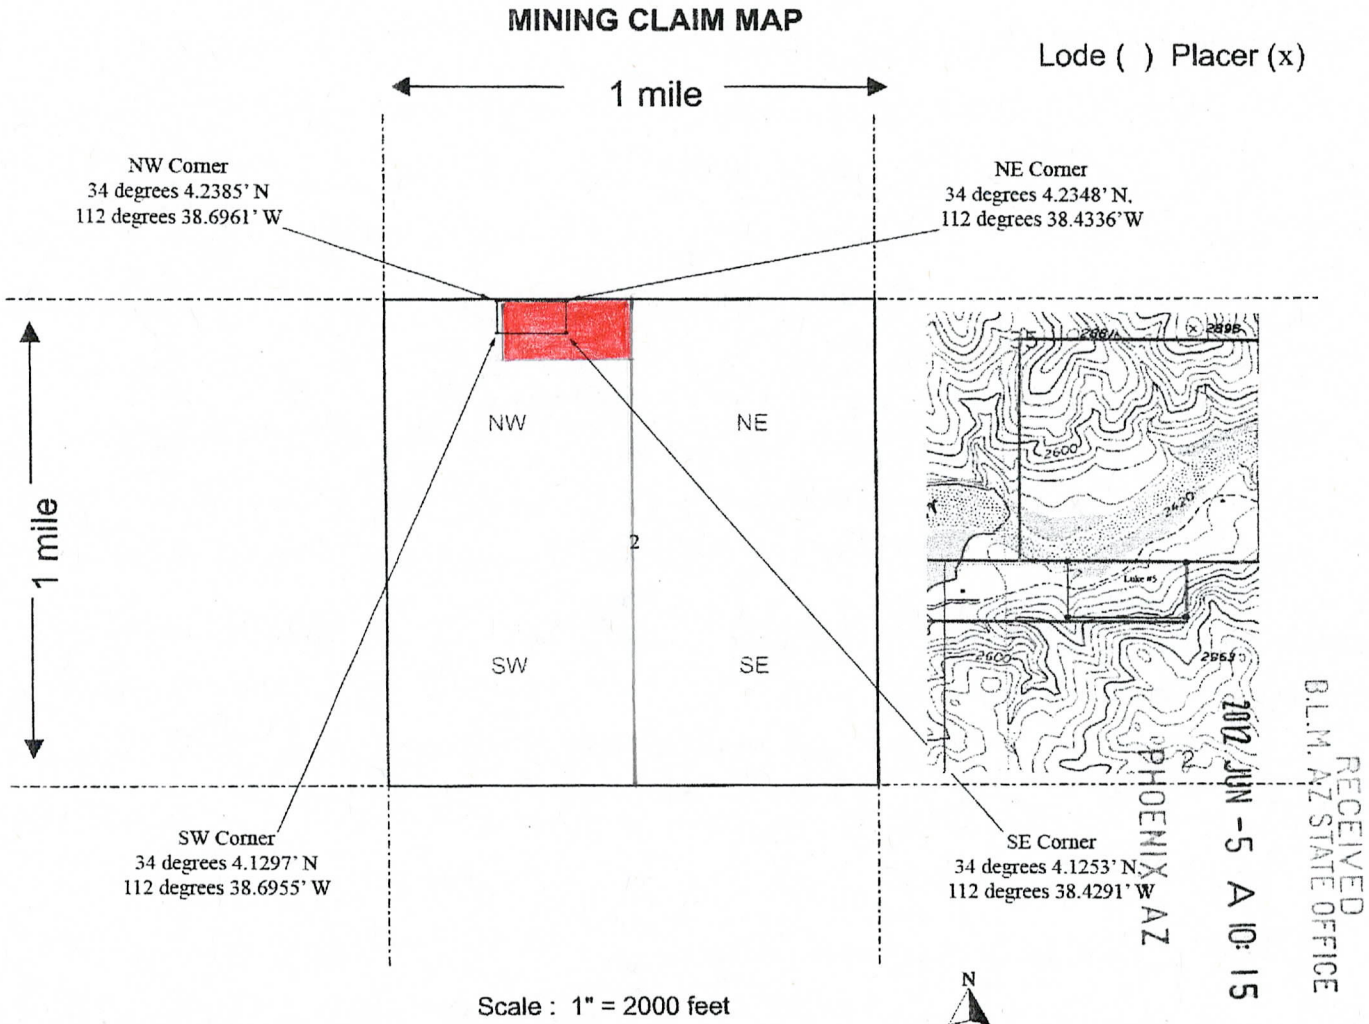 MINING CLAIM MAP
Lode ( ) Placer (x)
1 mile
NW Corner
34 degrees 4.2385' N
112 degrees 38.6961' W
NE Corner
34 degrees 4.2348' N,
112 degrees 38.4336'W
1 mile
NW
NE
2
SW
SE
2898
2600
2420
Luke #5
2600
2863
2
SW Corner
34 degrees 4.1297' N
112 degrees 38.6955' W
SE Corner
34 degrees 4.1253' N,
112 degrees 38.4291' W
RECEIVED
B.L.M. AZ STATE OFFICE
2012 JUN -5 A 10: 15
PHOENIX AZ
Scale : 1" = 2000 feet
N